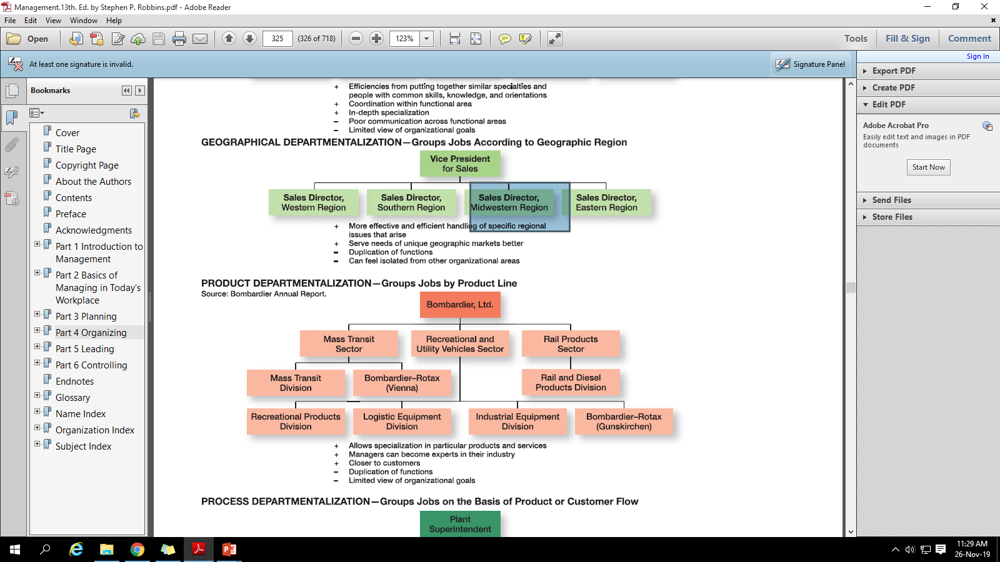 Management.13th. Ed. by Stephen P. Robbins.pdf - Adobe Reader
File Edit View Window Help
Open 325 (326 of 718) 123% Tools Fill & Sign Comment
At least one signature is invalid. Signature Panel
Sign In
Bookmarks
Cover
Title Page
Copyright Page
About the Authors
Contents
Preface
Acknowledgments
Part 1 Introduction to
Management
Part 2 Basics of
Managing in Today's
Workplace
Part 3 Planning
Part 4 Organizing
Part 5 Leading
Part 6 Controlling
Endnotes
Glossary
Name Index
Organization Index
Subject Index
+ Efficiencies from putting together similar specialties and
people with common skills, knowledge, and orientations
+ Coordination within functional area
+ In-depth specialization
– Poor communication across functional areas
– Limited view of organizational goals
GEOGRAPHICAL DEPARTMENTALIZATION—Groups Jobs According to Geographic Region
Vice President
for Sales
Sales Director,
Western Region
Sales Director,
Southern Region
Sales Director,
Midwestern Region
Sales Director,
Eastern Region
+ More effective and efficient handling of specific regional
issues that arise
+ Serve needs of unique geographic markets better
– Duplication of functions
– Can feel isolated from other organizational areas
PRODUCT DEPARTMENTALIZATION—Groups Jobs by Product Line
Source: Bombardier Annual Report.
Bombardier, Ltd.
Mass Transit
Sector
Recreational and
Utility Vehicles Sector
Rail Products
Sector
Mass Transit
Division
Bombardier–Rotax
(Vienna)
Rail and Diesel
Products Division
Recreational Products
Division
Logistic Equipment
Division
Industrial Equipment
Division
Bombardier–Rotax
(Gunskirchen)
+ Allows specialization in particular products and services
+ Managers can become experts in their industry
+ Closer to customers
– Duplication of functions
– Limited view of organizational goals
PROCESS DEPARTMENTALIZATION—Groups Jobs on the Basis of Product or Customer Flow
Plant
Superintendent
Export PDF
Create PDF
Edit PDF
Adobe Acrobat Pro
Easily edit text and images in PDF
documents
Start Now
Send Files
Store Files
11:29 AM
26-Nov-19